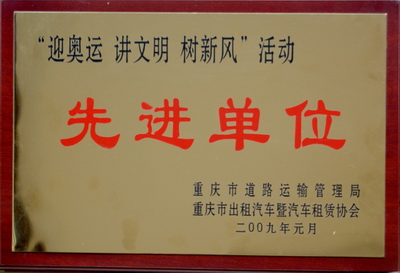 “迎奥运 讲文明 树新风”活动
先进单位
重庆市道路运输管理局
重庆市出租汽车暨汽车租赁协会
二00九年元月